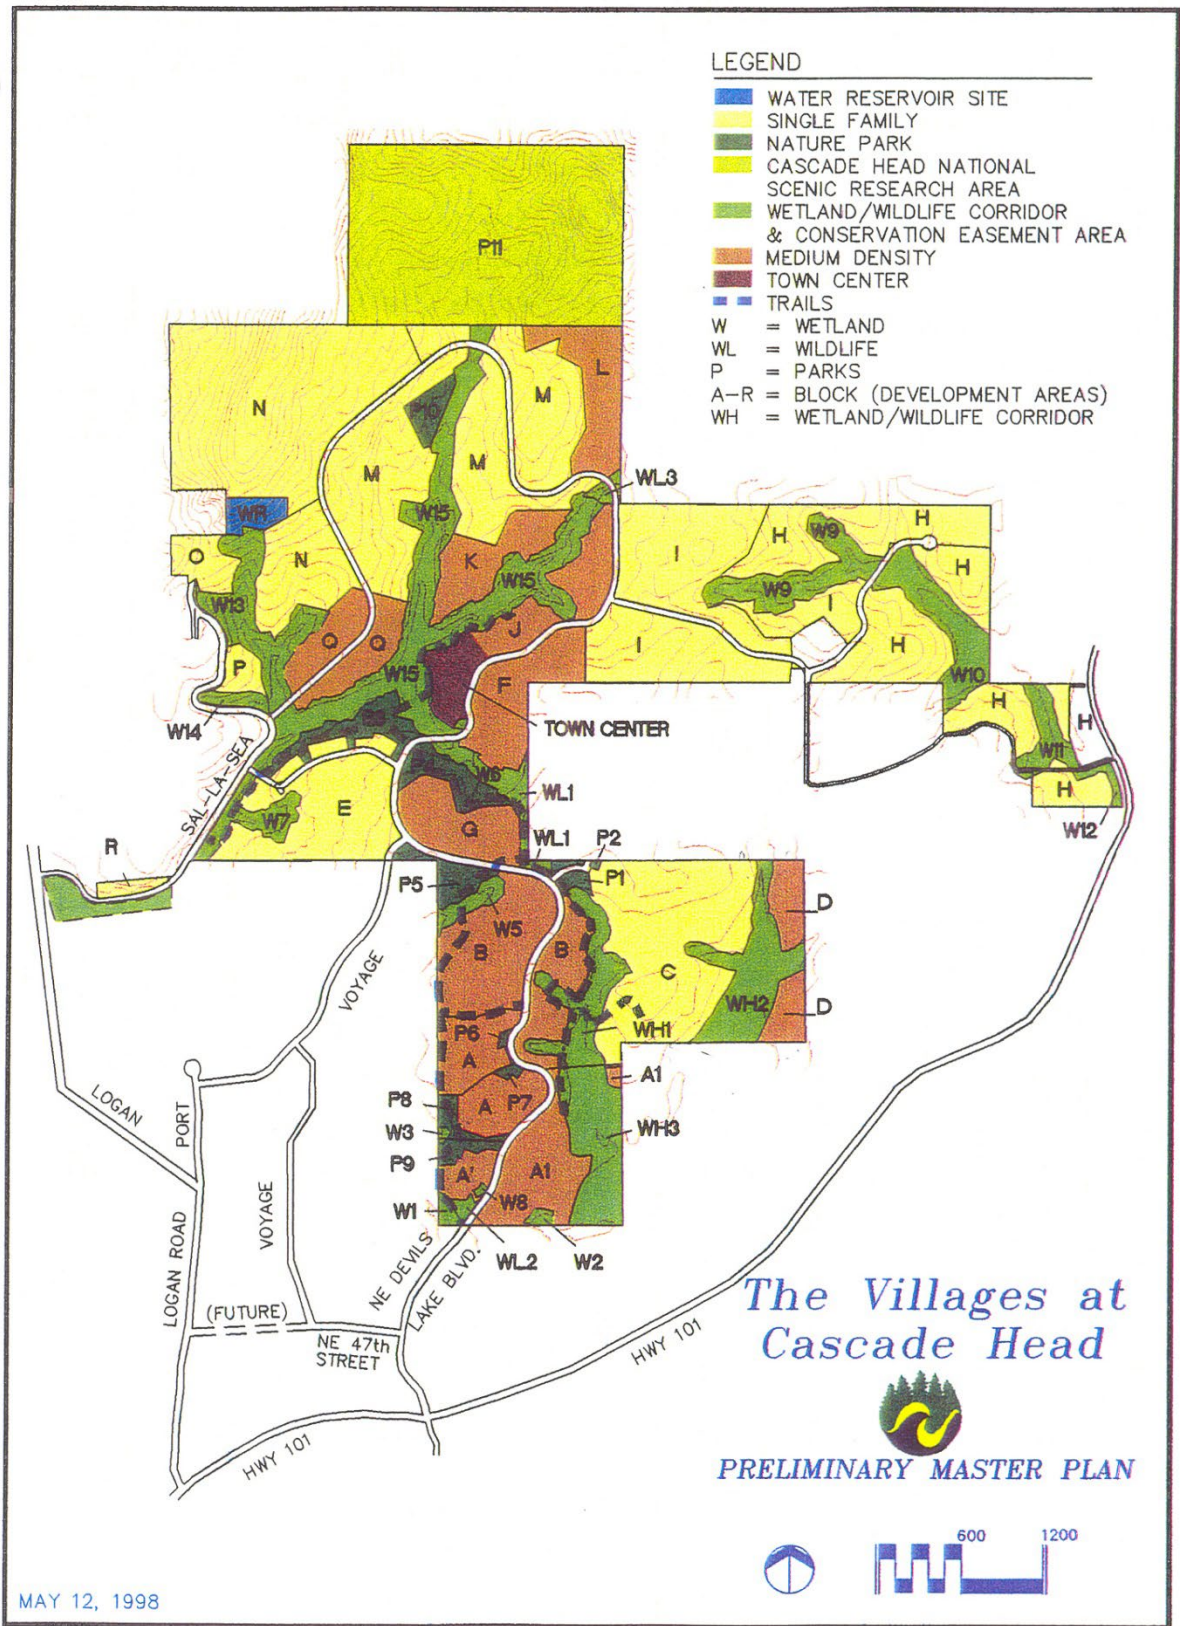 LEGEND
WATER RESERVOIR SITE
SINGLE FAMILY
NATURE PARK
CASCADE HEAD NATIONAL
SCENIC RESEARCH AREA
WETLAND/WILDLIFE CORRIDOR
& CONSERVATION EASEMENT AREA
MEDIUM DENSITY
TOWN CENTER
TRAILS
W = WETLAND
WL = WILDLIFE
P = PARKS
A-R = BLOCK (DEVELOPMENT AREAS)
WH = WETLAND/WILDLIFE CORRIDOR
P11
L
M
N
P10
M
M
WL3
WR
W15
H
H
W9
I
O
N
K
W15
W9
H
W13
J
I
Q
Q
I
H
P
W15
F
W10
W14
TOWN CENTER
H
H
W11
W6
WL1
E
H
W7
G
W12
SAL-LA-SEA
R
WL1
P2
P5
P1
W5
D
B
B
C
VOYAGE
WH2
D
P6
WH1
A
A1
P8
A
P7
LOGAN
PORT
W3
WH3
P9
A'
A1
W8
W1
VOYAGE
WL2
W2
LOGAN ROAD
NE DEVILS
LAKE BLVD.
(FUTURE)
NE 47th
STREET
HWY 101
HWY 101
The Villages at
Cascade Head
PRELIMINARY MASTER PLAN
600 1200
MAY 12, 1998